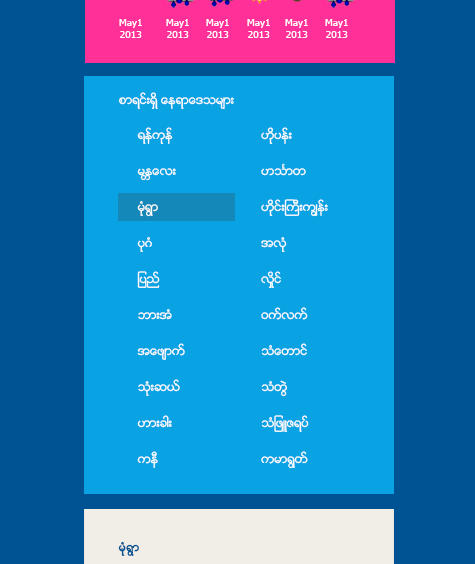 May1 May1 May1 May1 May1 May1
2013 2013 2013 2013 2013 2013
စာရင်းရှိ နေရာဒေသများ
ရန်ကုန် ဟိုပန်း
မန္တလေး ဟင်္သာတ
မုံရွာ ဟိုင်းကြီးကျွန်း
ပုဂံ အလုံ
ပြည် လှိုင်
ဘားအံ ဝက်လက်
အဖျောက် သံတောင်
သုံးဆယ် သံတွဲ
ဟားခါး သံဖြူဇရပ်
ကနီ ကမာရွတ်
မုံရွာ